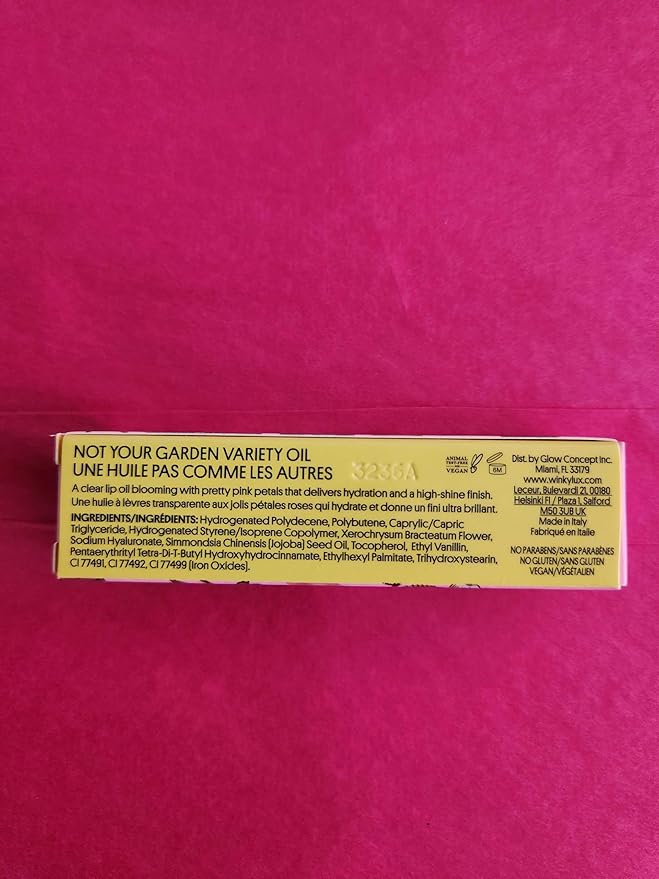 NOT YOUR GARDEN VARIETY OIL
UNE HUILE PAS COMME LES AUTRES
3236A
A clear lip oil blooming with pretty pink petals that delivers hydration and a high-shine finish.
Une huile à lèvres transparente aux jolis pétales roses qui hydrate et donne un fini ultra brillant.
INGREDIENTS/INGRÉDIENTS: Hydrogenated Polydecene, Polybutene, Caprylic/Capric
Triglyceride, Hydrogenated Styrene/Isoprene Copolymer, Xerochrysum Bracteatum Flower,
Sodium Hyaluronate, Simmondsia Chinensis (Jojoba) Seed Oil, Tocopherol, Ethyl Vanillin,
Pentaerythrityl Tetra-Di-T-Butyl Hydroxyhydrocinnamate, Ethylhexyl Palmitate, Trihydroxystearin,
CI 77491, CI 77492, CI 77499 (Iron Oxides).
ANIMAL
TEST-FREE
VEGAN
6M
Dist. by Glow Concept Inc.
Miami, FL 33179
www.winkylux.com
Leceur, Bulevardi 21, 00180
Helsinki FI / Plaza 1, Salford
M50 3UB UK
Made in Italy
Fabriqué en Italie
NO PARABENS/SANS PARABÈNES
NO GLUTEN/SANS GLUTEN
VEGAN/VÉGÉTALIEN